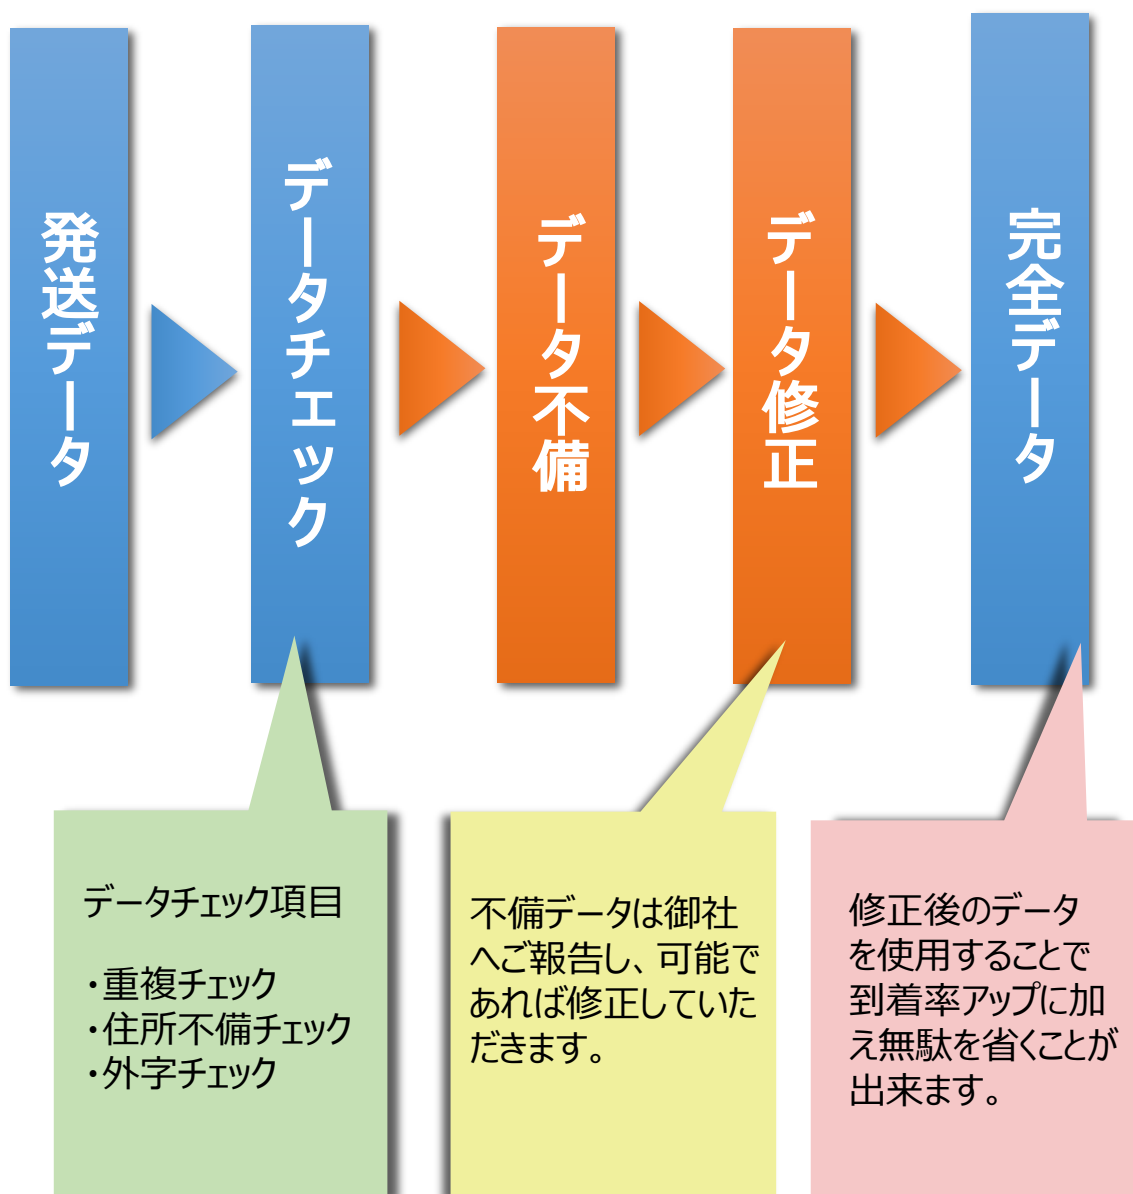 発送データ
データチェック
データ不備
データ修正
完全データ
データチェック項目
・重複チェック
・住所不備チェック
・外字チェック
不備データは御社
へご報告し、可能で
あれば修正していた
だきます。
修正後のデータ
を使用することで
到着率アップに加
え無駄を省くことが
出来ます。